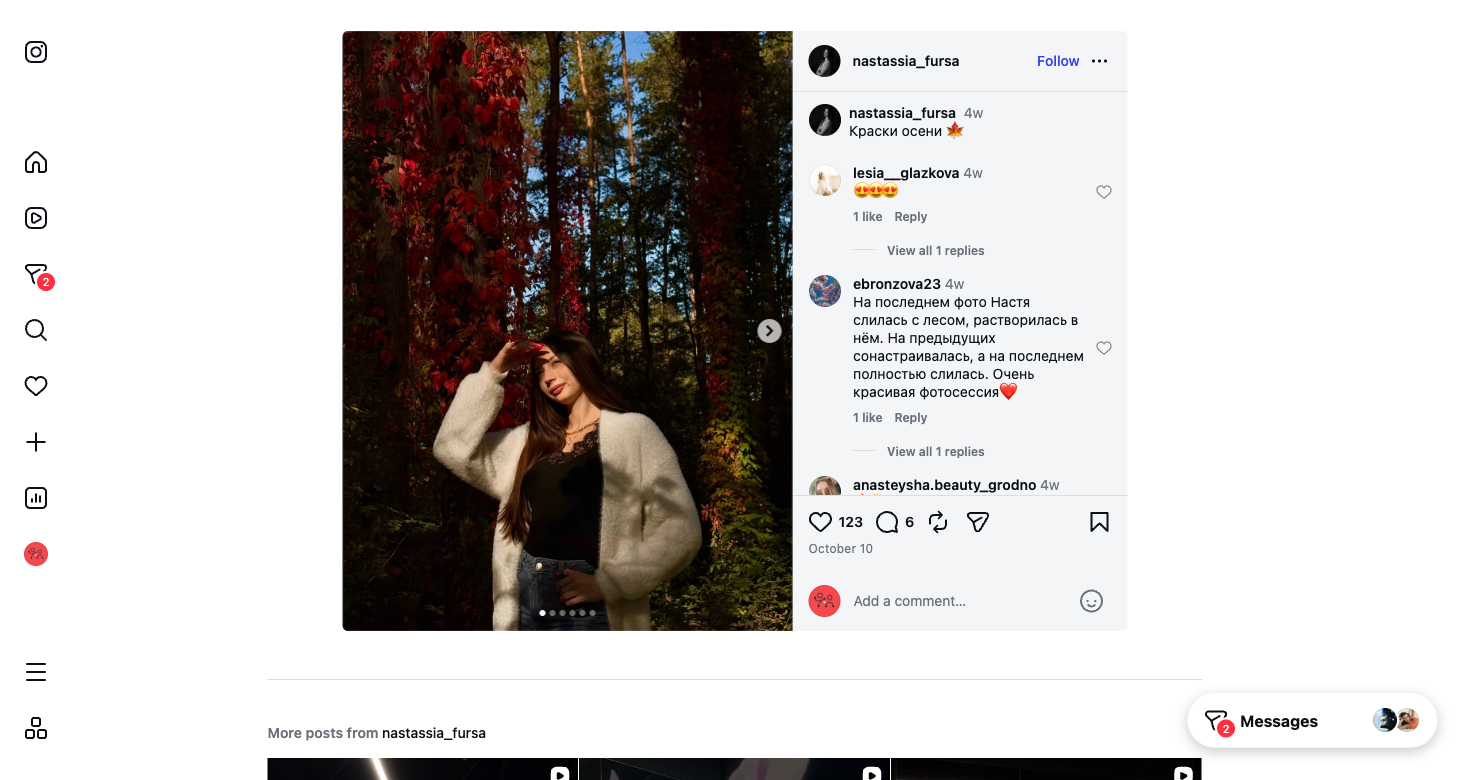 nastassia_fursa
Follow
nastassia_fursa 4w
Краски осени 🍁
lesia__glazkova 4w
😍😍😍
1 like Reply
View all 1 replies
ebronzova23 4w
На последнем фото Настя
слилась с лесом, растворилась в
нём. На предыдущих
сонастраивалась, а на последнем
полностью слилась. Очень
красивая фотосессия❤️
1 like Reply
View all 1 replies
anasteysha.beauty_grodno 4w
123 6
October 10
Add a comment...
2
More posts from nastassia_fursa
2 Messages